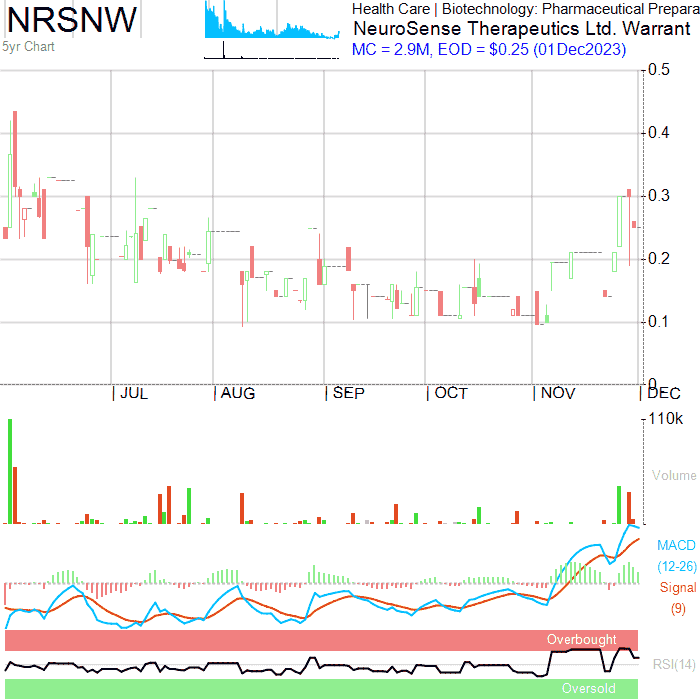 NRSNW
5yr Chart
Health Care | Biotechnology: Pharmaceutical Prepara
NeuroSense Therapeutics Ltd. Warrant
MC = 2.9M, EOD = $0.25 (01Dec2023)
0.5
0.4
0.3
0.2
0.1
0
| JUL | AUG | SEP | OCT | NOV | DEC
110k
Volume
MACD
(12-26)
Signal
(9)
Overbought
RSI(14)
Oversold